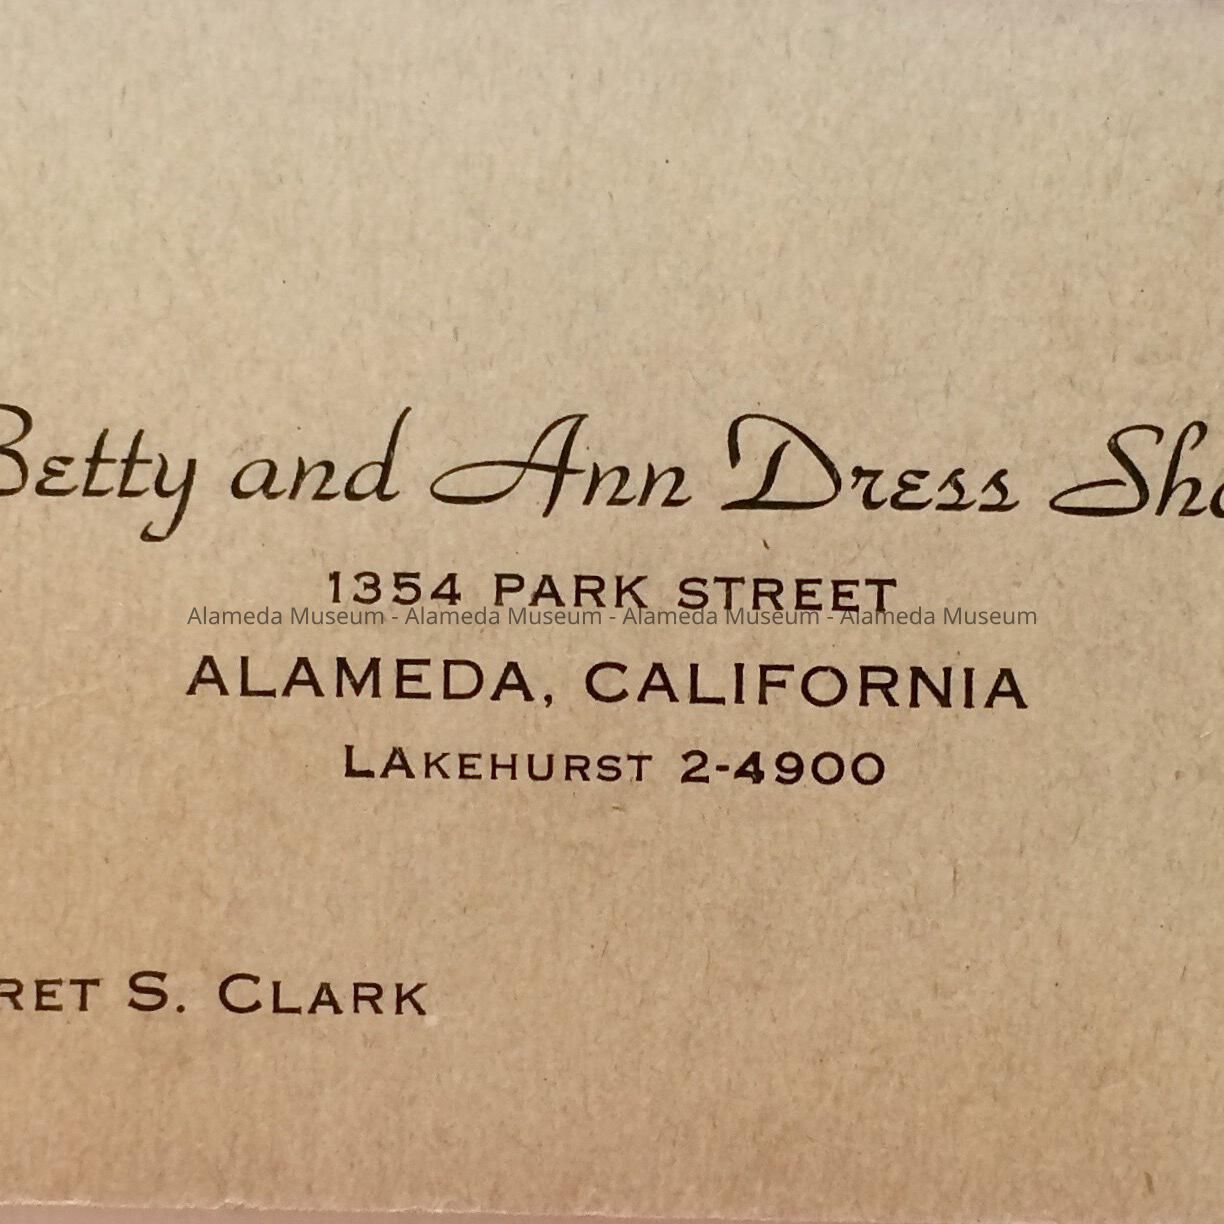 Betty and Ann Dress Sho
1354 PARK STREET
Alameda Museum - Alameda Museum - Alameda Museum - Alameda Museum
ALAMEDA, CALIFORNIA
LAKEHURST 2-4900
RET S. CLARK